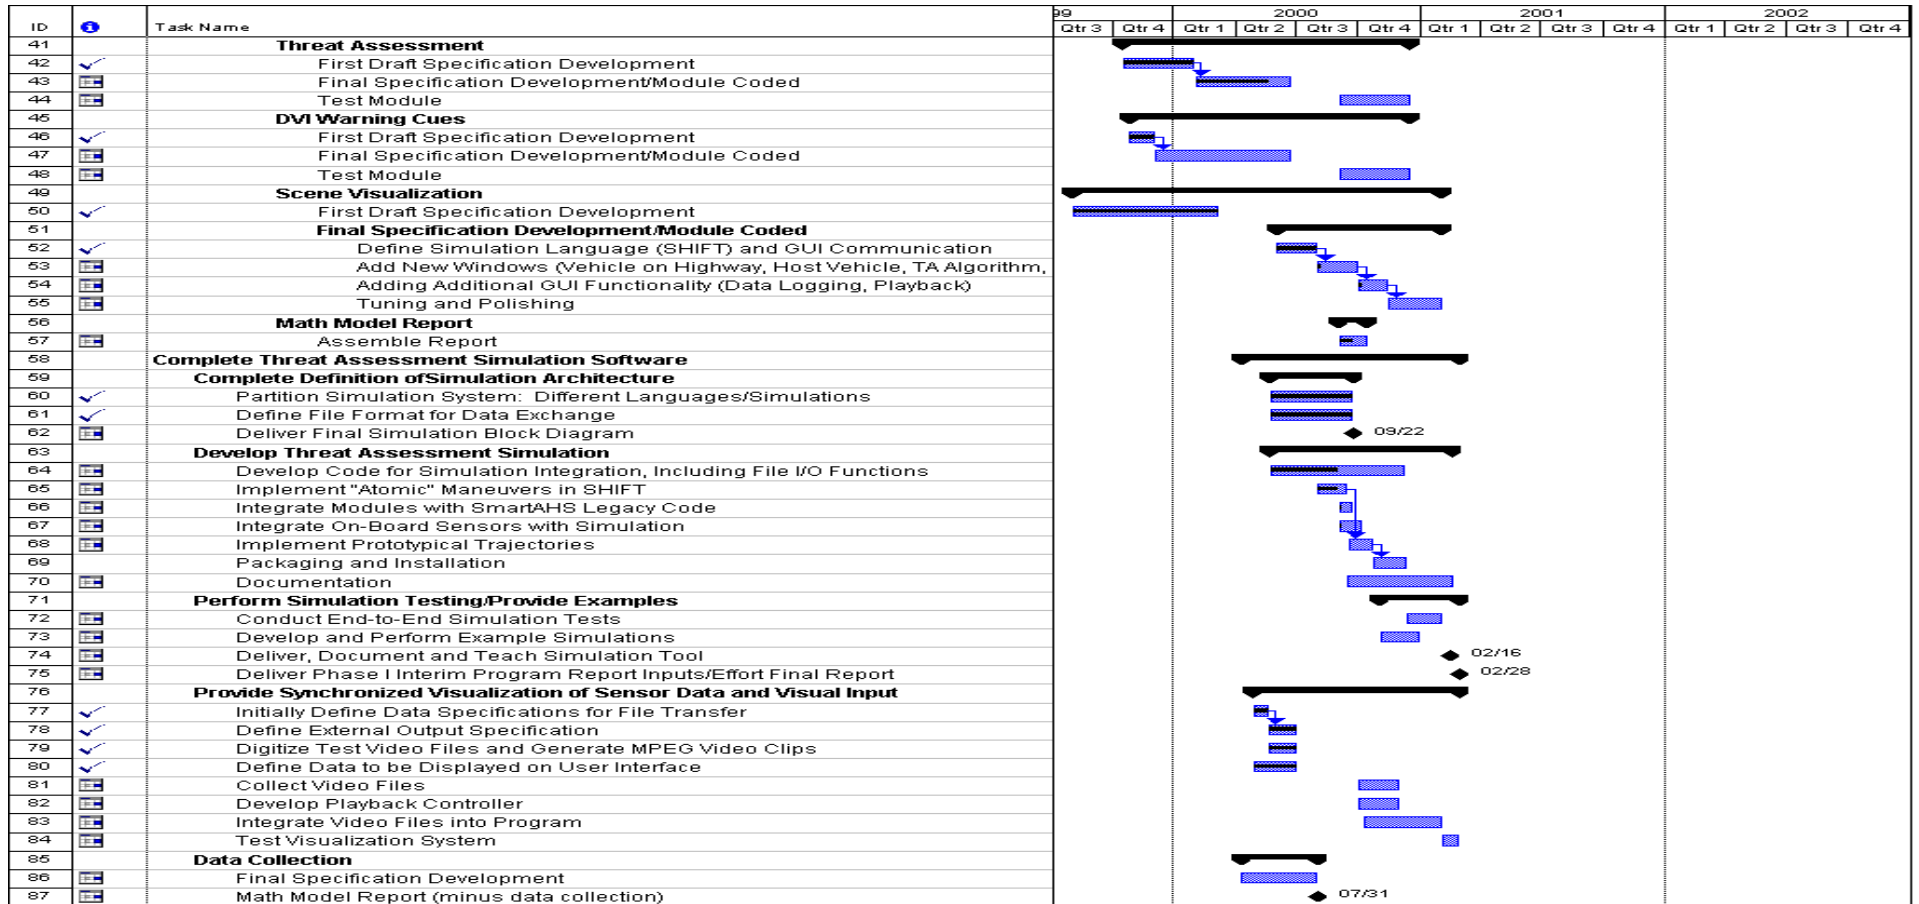 99 2000 2001 2002
ID Task Name Qtr 3 Qtr 4 Qtr 1 Qtr 2 Qtr 3 Qtr 4 Qtr 1 Qtr 2 Qtr 3 Qtr 4 Qtr 1 Qtr 2 Qtr 3 Qtr 4
41 Threat Assessment
42 First Draft Specification Development
43 Final Specification Development/Module Coded
44 Test Module
45 DVI Warning Cues
46 First Draft Specification Development
47 Final Specification Development/Module Coded
48 Test Module
49 Scene Visualization
50 First Draft Specification Development
51 Final Specification Development/Module Coded
52 Define Simulation Language (SHIFT) and GUI Communication
53 Add New Windows (Vehicle on Highway, Host Vehicle, TA Algorithm,
54 Adding Additional GUI Functionality (Data Logging, Playback)
55 Tuning and Polishing
56 Math Model Report
57 Assemble Report
58 Complete Threat Assessment Simulation Software
59 Complete Definition ofSimulation Architecture
60 Partition Simulation System: Different Languages/Simulations
61 Define File Format for Data Exchange
62 Deliver Final Simulation Block Diagram 09/22
63 Develop Threat Assessment Simulation
64 Develop Code for Simulation Integration, Including File I/O Functions
65 Implement "Atomic" Maneuvers in SHIFT
66 Integrate Modules with SmartAHS Legacy Code
67 Integrate On-Board Sensors with Simulation
68 Implement Prototypical Trajectories
69 Packaging and Installation
70 Documentation
71 Perform Simulation Testing/Provide Examples
72 Conduct End-to-End Simulation Tests
73 Develop and Perform Example Simulations
74 Deliver, Document and Teach Simulation Tool 02/16
75 Deliver Phase I Interim Program Report Inputs/Effort Final Report 02/28
76 Provide Synchronized Visualization of Sensor Data and Visual Input
77 Initially Define Data Specifications for File Transfer
78 Define External Output Specification
79 Digitize Test Video Files and Generate MPEG Video Clips
80 Define Data to be Displayed on User Interface
81 Collect Video Files
82 Develop Playback Controller
83 Integrate Video Files into Program
84 Test Visualization System
85 Data Collection
86 Final Specification Development
87 Math Model Report (minus data collection) 07/31